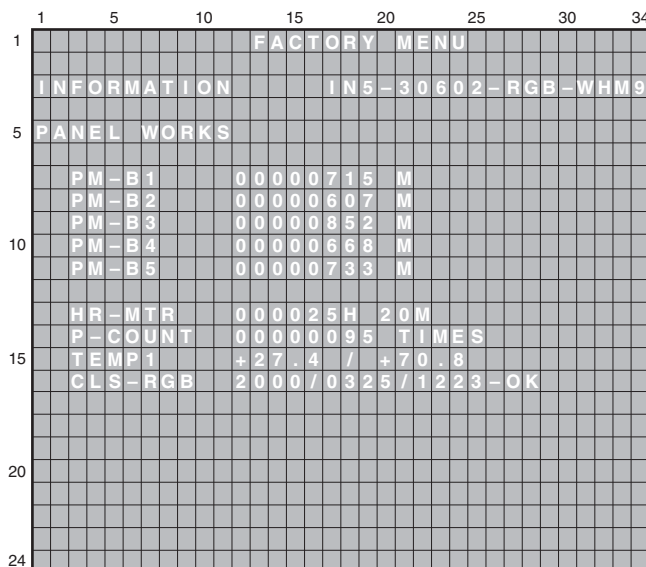 1 5 10 15 20 25 30 34
1 FACTORY MENU
INFORMATION IN5–30602–RGB–WHM9
5 PANEL WORKS
PM–B1 00000715 M
PM–B2 00000607 M
PM–B3 00000852 M
10 PM–B4 00000668 M
PM–B5 00000733 M
HR–MTR 000025H 20M
P–COUNT 00000095 TIMES
15 TEMP1 +27.4 / +70.8
CLS–RGB 2000/0325/1223–OK
20
24